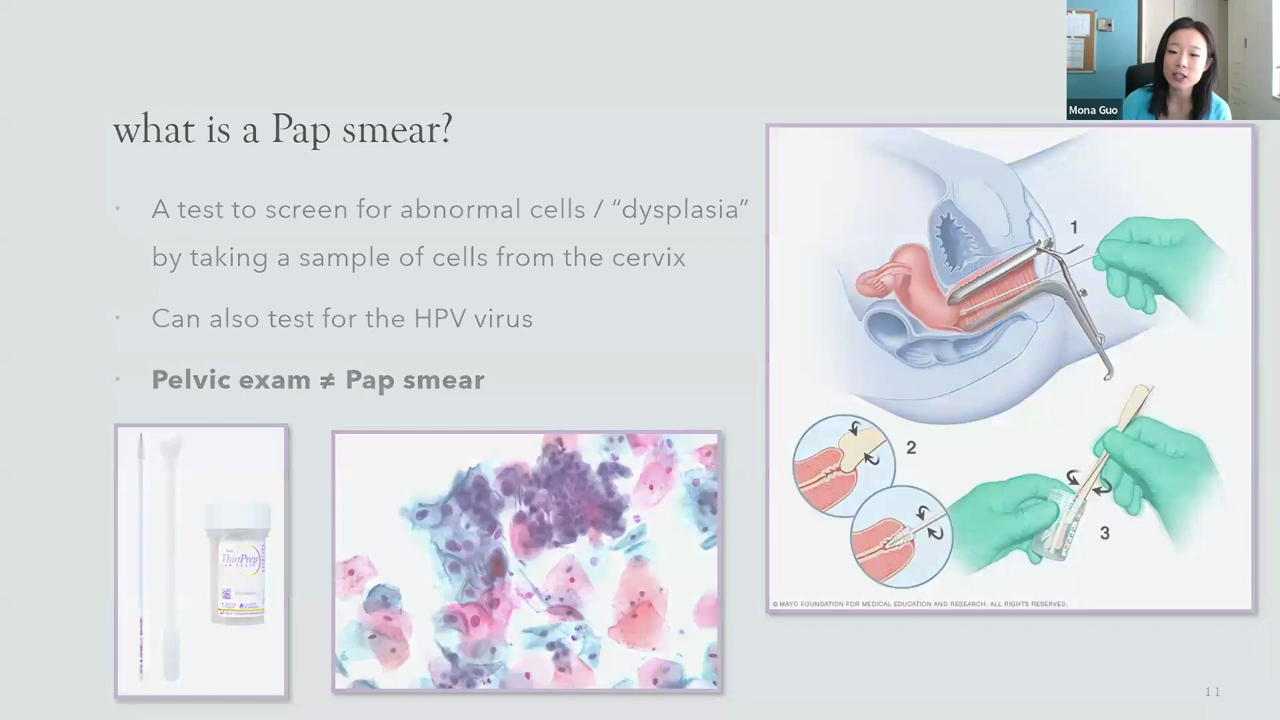 Mona Guo
what is a Pap smear?
· A test to screen for abnormal cells / “dysplasia”
by taking a sample of cells from the cervix
· Can also test for the HPV virus
· Pelvic exam ≠ Pap smear
1
2
3
ThinPrep
© MAYO FOUNDATION FOR MEDICAL EDUCATION AND RESEARCH. ALL RIGHTS RESERVED.
11